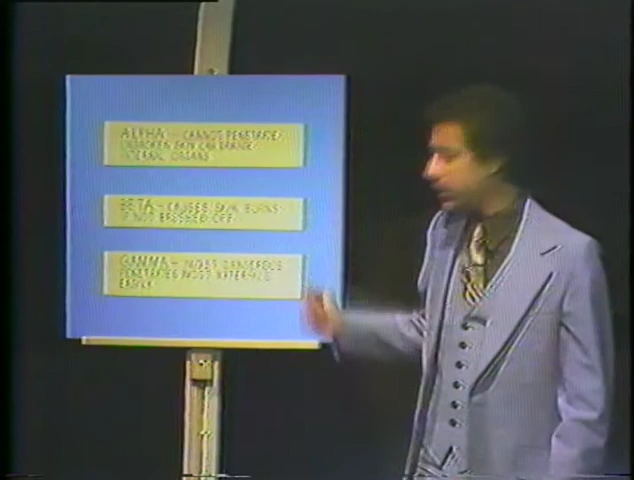 ALPHA — CANNOT PENETRATE
UNBROKEN SKIN CAN DAMAGE
INTERNAL ORGANS
BETA — CAUSES SKIN BURNS
IF NOT BRUSHED OFF
GAMMA — MOST DANGEROUS
PENETRATES MOST MATERIALS
EASILY